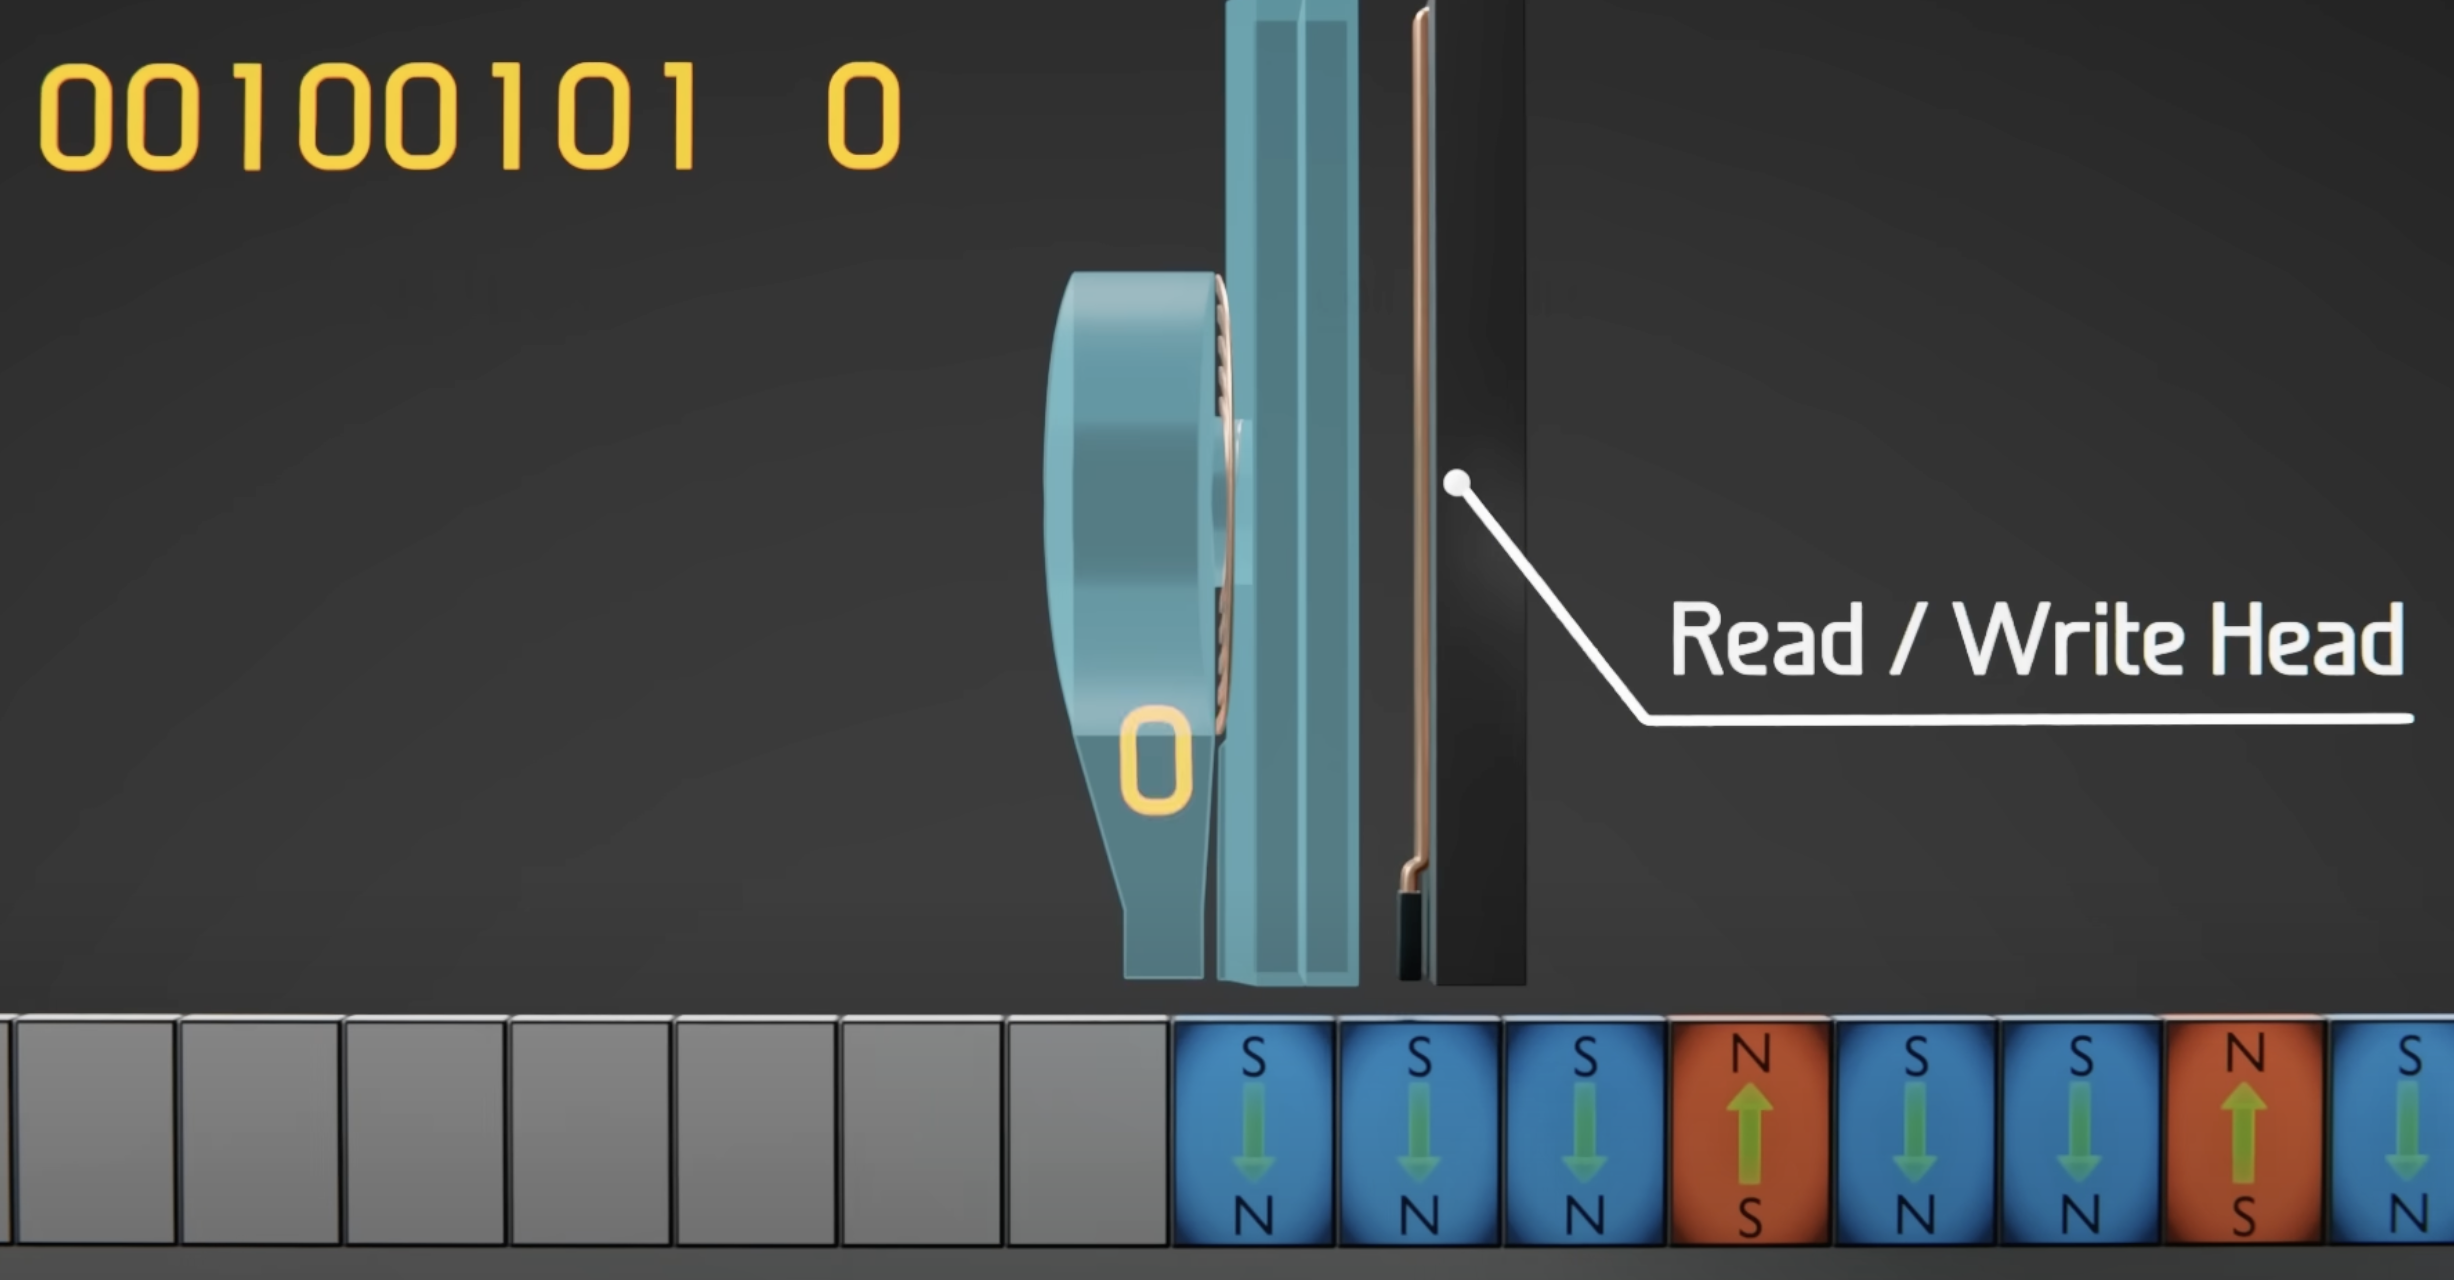 00100101 0
Read / Write Head
0
S S S N S S N S
N N N S N N S N